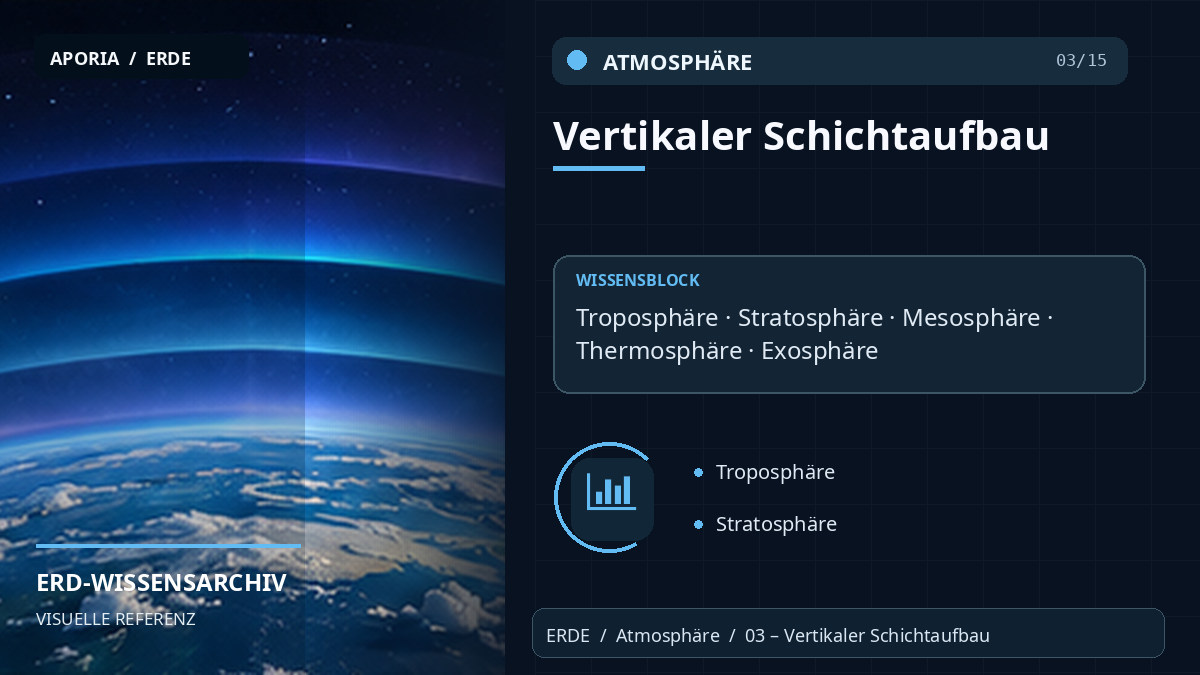 APORIA / ERDE
ERD-WISSENSARCHIV
VISUELLE REFERENZ
ATMOSPHÄRE
03/15
Vertikaler Schichtaufbau
WISSENSBLOCK
Troposphäre · Stratosphäre · Mesosphäre ·
Thermosphäre · Exosphäre
Troposphäre
Stratosphäre
ERDE / Atmosphäre / 03 – Vertikaler Schichtaufbau